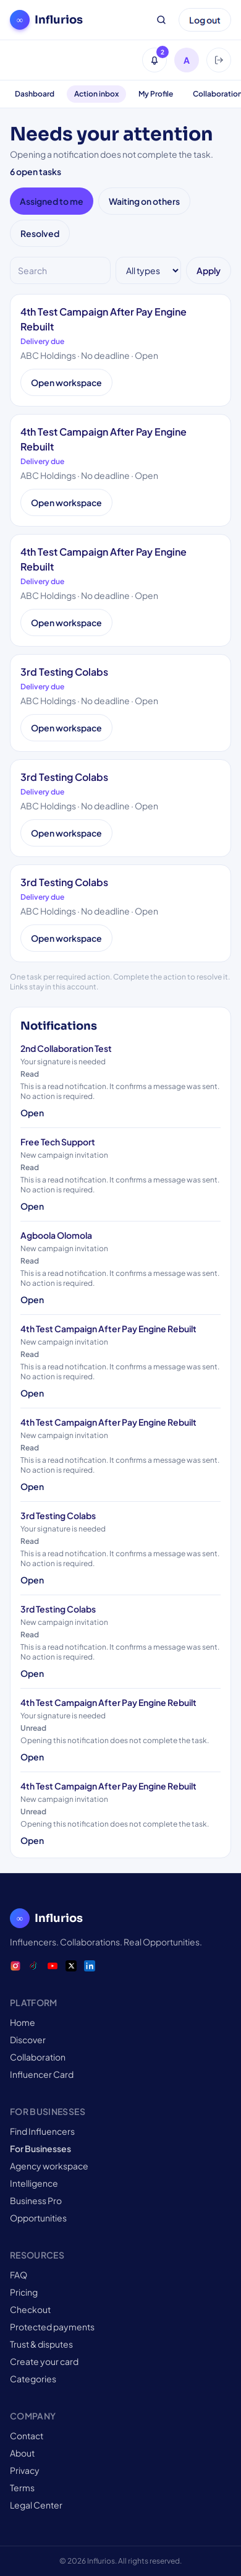 Influrios
Log out
2
A
Dashboard Action inbox My Profile Collaboration
Needs your attention
Opening a notification does not complete the task.
6 open tasks
Assigned to me Waiting on others
Resolved
Search All types Apply
4th Test Campaign After Pay Engine
Rebuilt
Delivery due
ABC Holdings · No deadline · Open
Open workspace
4th Test Campaign After Pay Engine
Rebuilt
Delivery due
ABC Holdings · No deadline · Open
Open workspace
4th Test Campaign After Pay Engine
Rebuilt
Delivery due
ABC Holdings · No deadline · Open
Open workspace
3rd Testing Colabs
Delivery due
ABC Holdings · No deadline · Open
Open workspace
3rd Testing Colabs
Delivery due
ABC Holdings · No deadline · Open
Open workspace
3rd Testing Colabs
Delivery due
ABC Holdings · No deadline · Open
Open workspace
One task per required action. Complete the action to resolve it.
Links stay in this account.
Notifications
2nd Collaboration Test
Your signature is needed
Read
This is a read notification. It confirms a message was sent.
No action is required.
Open
Free Tech Support
New campaign invitation
Read
This is a read notification. It confirms a message was sent.
No action is required.
Open
Agboola Olomola
New campaign invitation
Read
This is a read notification. It confirms a message was sent.
No action is required.
Open
4th Test Campaign After Pay Engine Rebuilt
New campaign invitation
Read
This is a read notification. It confirms a message was sent.
No action is required.
Open
4th Test Campaign After Pay Engine Rebuilt
New campaign invitation
Read
This is a read notification. It confirms a message was sent.
No action is required.
Open
3rd Testing Colabs
Your signature is needed
Read
This is a read notification. It confirms a message was sent.
No action is required.
Open
3rd Testing Colabs
New campaign invitation
Read
This is a read notification. It confirms a message was sent.
No action is required.
Open
4th Test Campaign After Pay Engine Rebuilt
Your signature is needed
Unread
Opening this notification does not complete the task.
Open
4th Test Campaign After Pay Engine Rebuilt
New campaign invitation
Unread
Opening this notification does not complete the task.
Open
Influrios
Influencers. Collaborations. Real Opportunities.
PLATFORM
Home
Discover
Collaboration
Influencer Card
FOR BUSINESSES
Find Influencers
For Businesses
Agency workspace
Intelligence
Business Pro
Opportunities
RESOURCES
FAQ
Pricing
Checkout
Protected payments
Trust & disputes
Create your card
Categories
COMPANY
Contact
About
Privacy
Terms
Legal Center
© 2026 Influrios. All rights reserved.